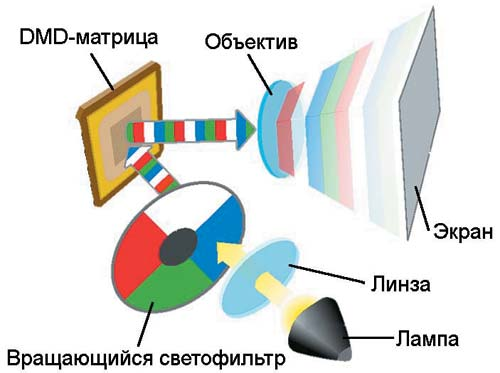 DMD-матрица
Объектив
Экран
Линза
Лампа
Вращающийся светофильтр